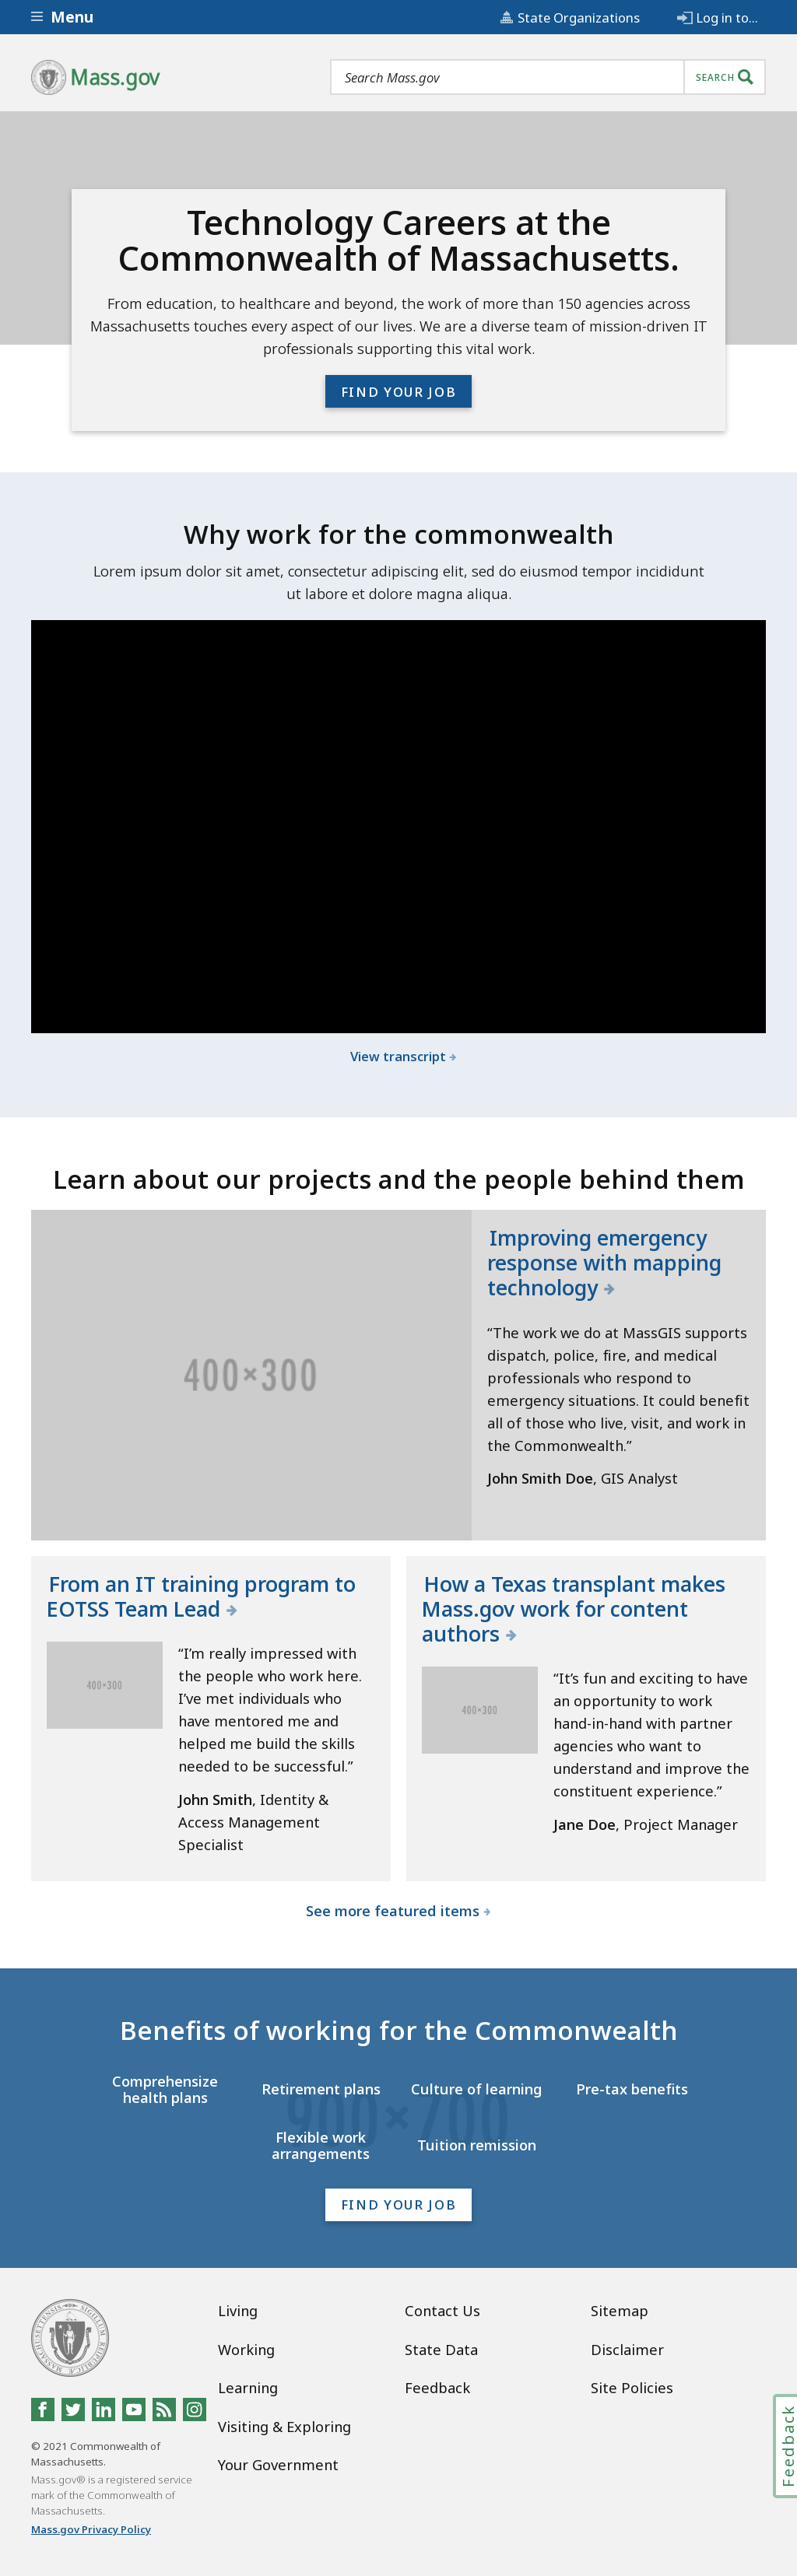 Menu
State Organizations
Log in to...
Mass.gov
Search Mass.gov
SEARCH
Technology Careers at the
Commonwealth of Massachusetts.
From education, to healthcare and beyond, the work of more than 150 agencies across
Massachusetts touches every aspect of our lives. We are a diverse team of mission-driven IT
professionals supporting this vital work.
FIND YOUR JOB
Why work for the commonwealth
Lorem ipsum dolor sit amet, consectetur adipiscing elit, sed do eiusmod tempor incididunt
ut labore et dolore magna aliqua.
View transcript
Learn about our projects and the people behind them
400×300
Improving emergency
response with mapping
technology
“The work we do at MassGIS supports
dispatch, police, fire, and medical
professionals who respond to
emergency situations. It could benefit
all of those who live, visit, and work in
the Commonwealth.”
John Smith Doe, GIS Analyst
From an IT training program to
EOTSS Team Lead
400×300
“I’m really impressed with
the people who work here.
I’ve met individuals who
have mentored me and
helped me build the skills
needed to be successful.”
John Smith, Identity &
Access Management
Specialist
How a Texas transplant makes
Mass.gov work for content
authors
400×300
“It’s fun and exciting to have
an opportunity to work
hand-in-hand with partner
agencies who want to
understand and improve the
constituent experience.”
Jane Doe, Project Manager
See more featured items
Benefits of working for the Commonwealth
Comprehensize
health plans
Retirement plans
Culture of learning
Pre-tax benefits
900×700
Flexible work
arrangements
Tuition remission
FIND YOUR JOB
Living
Working
Learning
Visiting & Exploring
Your Government
Contact Us
State Data
Feedback
Sitemap
Disclaimer
Site Policies
© 2021 Commonwealth of
Massachusetts.
Mass.gov® is a registered service
mark of the Commonwealth of
Massachusetts.
Mass.gov Privacy Policy
Feedback